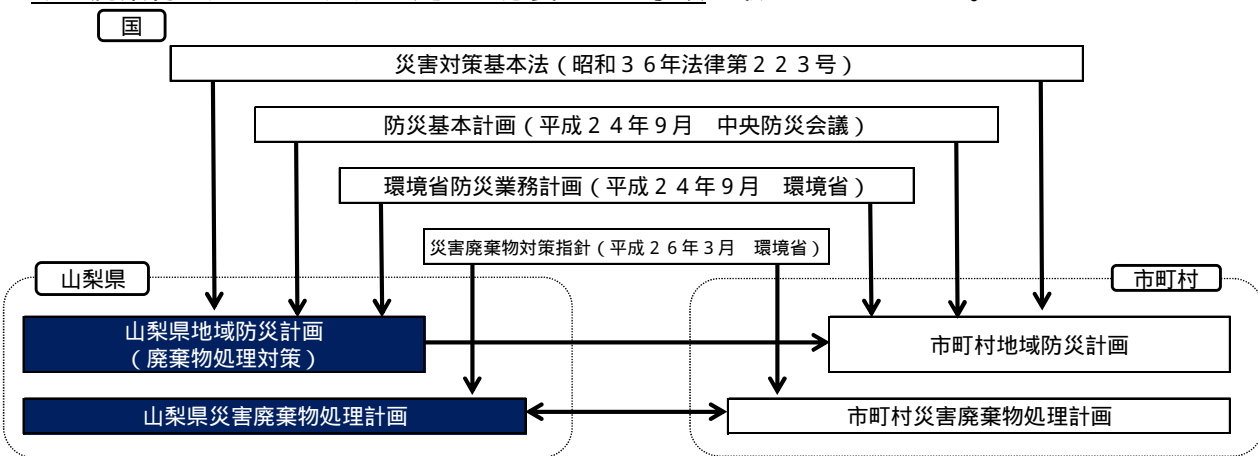 国
災害対策基本法（昭和３６年法律第２２３号）
防災基本計画（平成２４年９月　中央防災会議）
環境省防災業務計画（平成２４年９月　環境省）
災害廃棄物対策指針（平成２６年３月　環境省）
山梨県
市町村
山梨県地域防災計画
（廃棄物処理対策）
市町村地域防災計画
山梨県災害廃棄物処理計画
市町村災害廃棄物処理計画